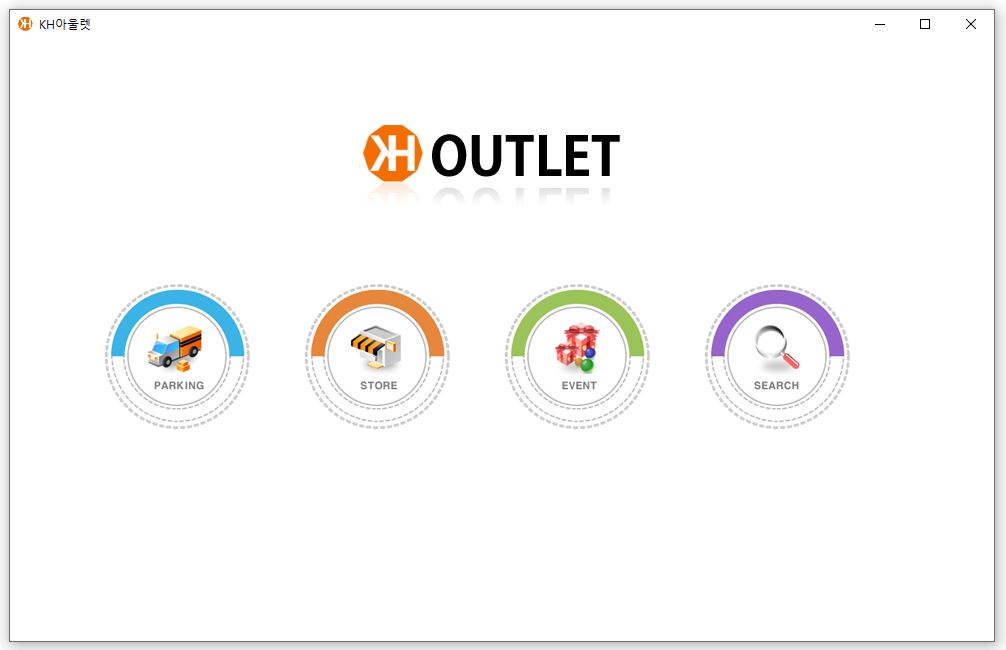 KH아울렛
KH OUTLET
PARKING
STORE
EVENT
SEARCH